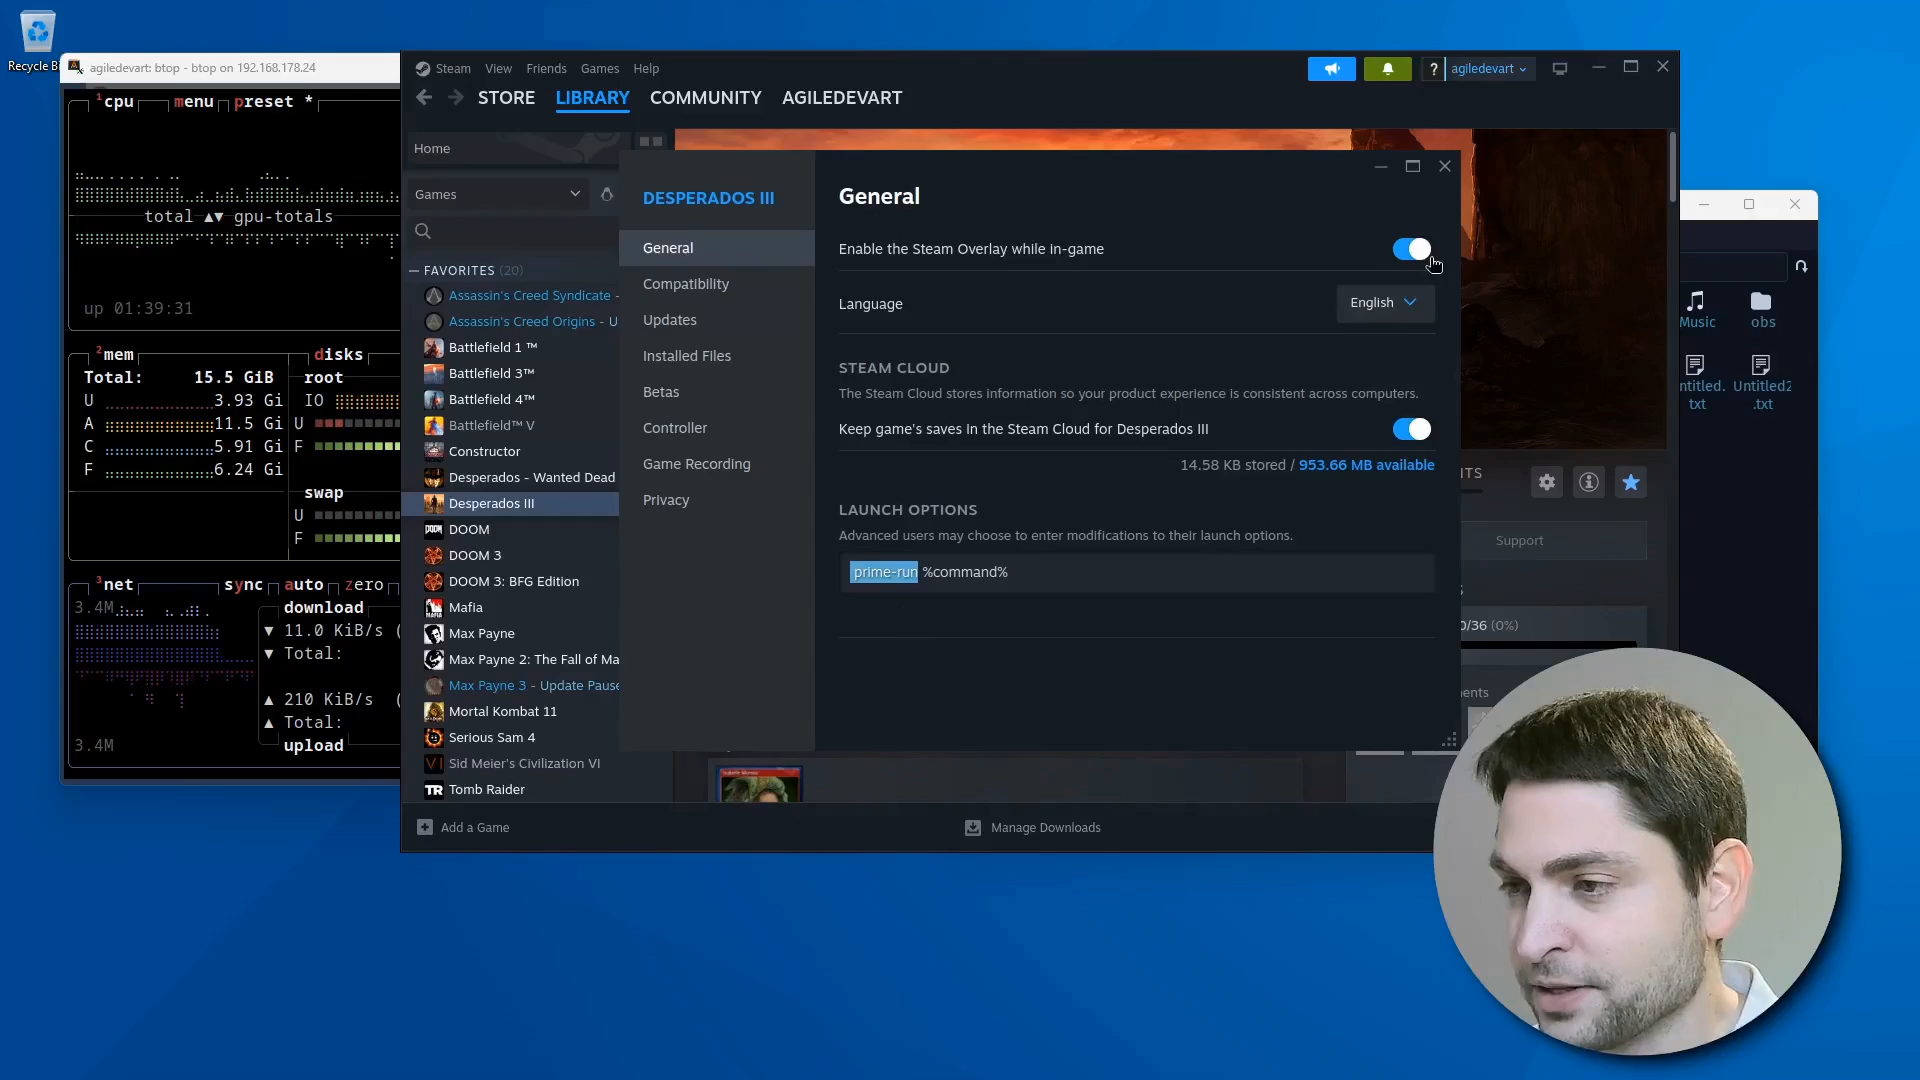 Recycle Bi
agiledevart: btop - btop on 192.168.178.24
1cpu menu preset *
total ▲▼ gpu-totals
up 01:39:31
2mem disks
Total: 15.5 GiB root
U 3.93 Gi IO
A 11.5 Gi U
C 5.91 Gi F
F 6.24 Gi
swap
U
F
3net sync auto zero
3.4M download
▼ 11.0 KiB/s (
▼ Total:
▲ 210 KiB/s (
▲ Total:
3.4M upload
Steam View Friends Games Help
? agiledevart
STORE LIBRARY COMMUNITY AGILEDEVART
Home
Games
— FAVORITES (20)
Assassin's Creed Syndicate -
Assassin's Creed Origins - U
Battlefield 1 ™
Battlefield 3™
Battlefield 4™
Battlefield™ V
Constructor
Desperados - Wanted Dead
Desperados III
DOOM
DOOM 3
DOOM 3: BFG Edition
Mafia
Max Payne
Max Payne 2: The Fall of Ma
Max Payne 3 - Update Pause
Mortal Kombat 11
Serious Sam 4
Sid Meier's Civilization VI
Tomb Raider
Add a Game
Manage Downloads
DESPERADOS III
General
Compatibility
Updates
Installed Files
Betas
Controller
Game Recording
Privacy
General
Enable the Steam Overlay while in-game
Language English
STEAM CLOUD
The Steam Cloud stores information so your product experience is consistent across computers.
Keep game's saves in the Steam Cloud for Desperados III
14.58 KB stored / 953.66 MB available
LAUNCH OPTIONS
Advanced users may choose to enter modifications to their launch options.
prime-run %command%
NTS
Support
0/36 (0%)
ents
Music obs
ntitled. Untitled2
txt .txt